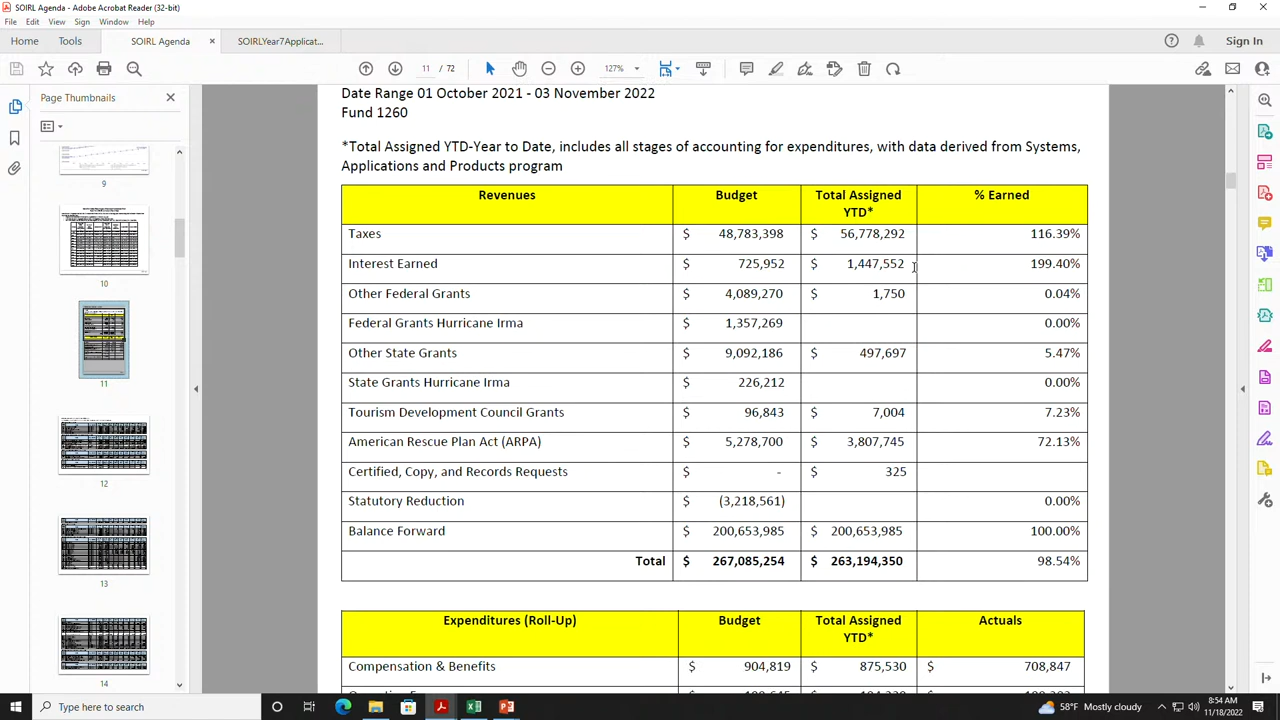 SOIRL Agenda - Adobe Acrobat Reader (32-bit)
File Edit View Sign Window Help
Home Tools SOIRL Agenda × SOIRLYear7Applicat... Sign In
11 / 72 127%
Page Thumbnails
9
10
11
12
13
14
Date Range 01 October 2021 - 03 November 2022
Fund 1260
*Total Assigned YTD-Year to Date, includes all stages of accounting for expenditures, with data derived from Systems,
Applications and Products program
Revenues Budget Total Assigned YTD* % Earned
Taxes $ 48,783,398 $ 56,778,292 116.39%
Interest Earned $ 725,952 $ 1,447,552 199.40%
Other Federal Grants $ 4,089,270 $ 1,750 0.04%
Federal Grants Hurricane Irma $ 1,357,269 0.00%
Other State Grants $ 9,092,186 $ 497,697 5.47%
State Grants Hurricane Irma $ 226,212 0.00%
Tourism Development Council Grants $ 96,843 $ 7,004 7.23%
American Rescue Plan Act (ARPA) $ 5,278,700 $ 3,807,745 72.13%
Certified, Copy, and Records Requests $ - $ 325
Statutory Reduction $ (3,218,561) 0.00%
Balance Forward $ 200,653,985 $ 200,653,985 100.00%
Total $ 267,085,254 $ 263,194,350 98.54%
Expenditures (Roll-Up) Budget Total Assigned YTD* Actuals
Compensation & Benefits $ 904,819 $ 875,530 $ 708,847
Type here to search
58°F Mostly cloudy
8:54 AM
11/18/2022